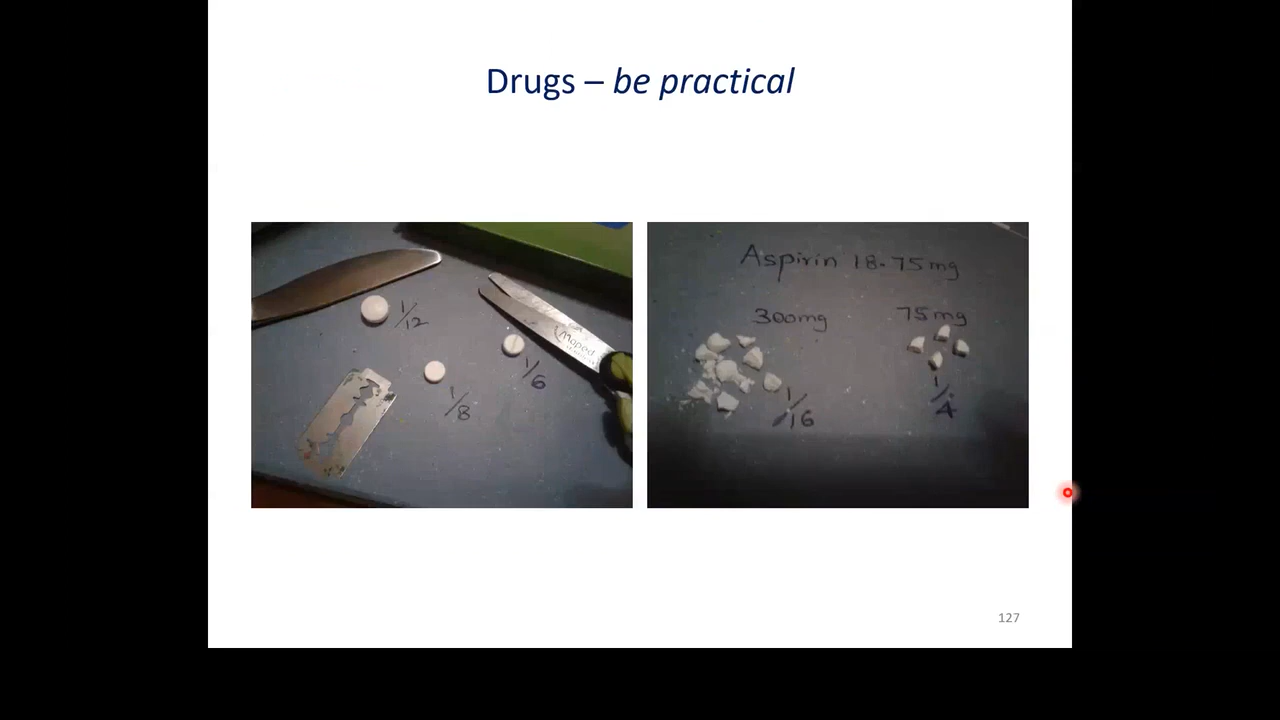 Drugs – be practical
1/12
Moped
1/6
1/8
Aspirin 18.75mg
300mg
75mg
1/16
1/4
127